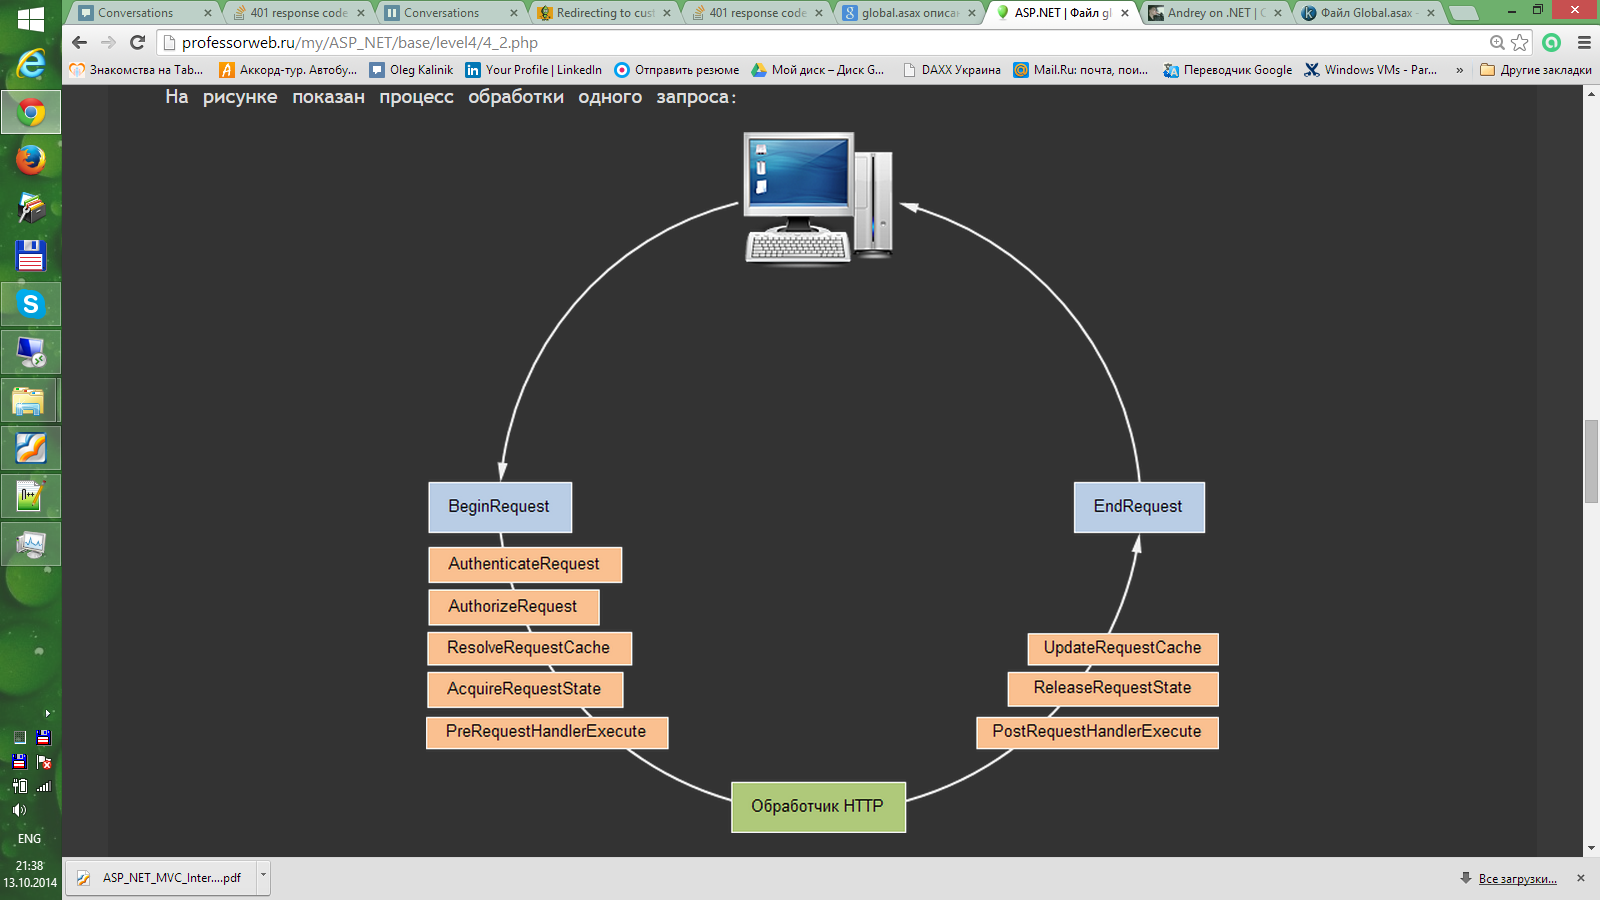 Conversations
401 response code
Conversations
Redirecting to cust
401 response code
global.asax описан
ASP.NET | Файл gl
Andrey on .NET | C
Файл Global.asax -
professorweb.ru/my/ASP_NET/base/level4/4_2.php
Знакомства на Tab...
Аккорд-тур. Автобу...
Oleg Kalinik
Your Profile | LinkedIn
Отправить резюме
Мой диск – Диск G...
DAXX Украина
Mail.Ru: почта, пои...
Переводчик Google
Windows VMs - Par...
»
Другие закладки
На рисунке показан процесс обработки одного запроса:
BeginRequest
AuthenticateRequest
AuthorizeRequest
ResolveRequestCache
AcquireRequestState
PreRequestHandlerExecute
Обработчик HTTP
EndRequest
UpdateRequestCache
ReleaseRequestState
PostRequestHandlerExecute
ENG
21:38
13.10.2014
ASP_NET_MVC_Inter....pdf
Все загрузки...